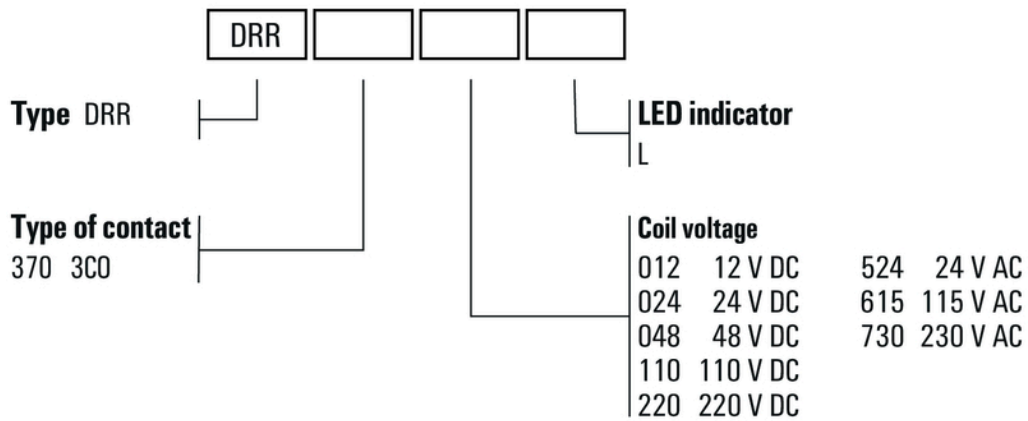 DRR
Type DRR
LED indicator
L
Type of contact
370 3CO
Coil voltage
012 12 V DC 524 24 V AC
024 24 V DC 615 115 V AC
048 48 V DC 730 230 V AC
110 110 V DC
220 220 V DC